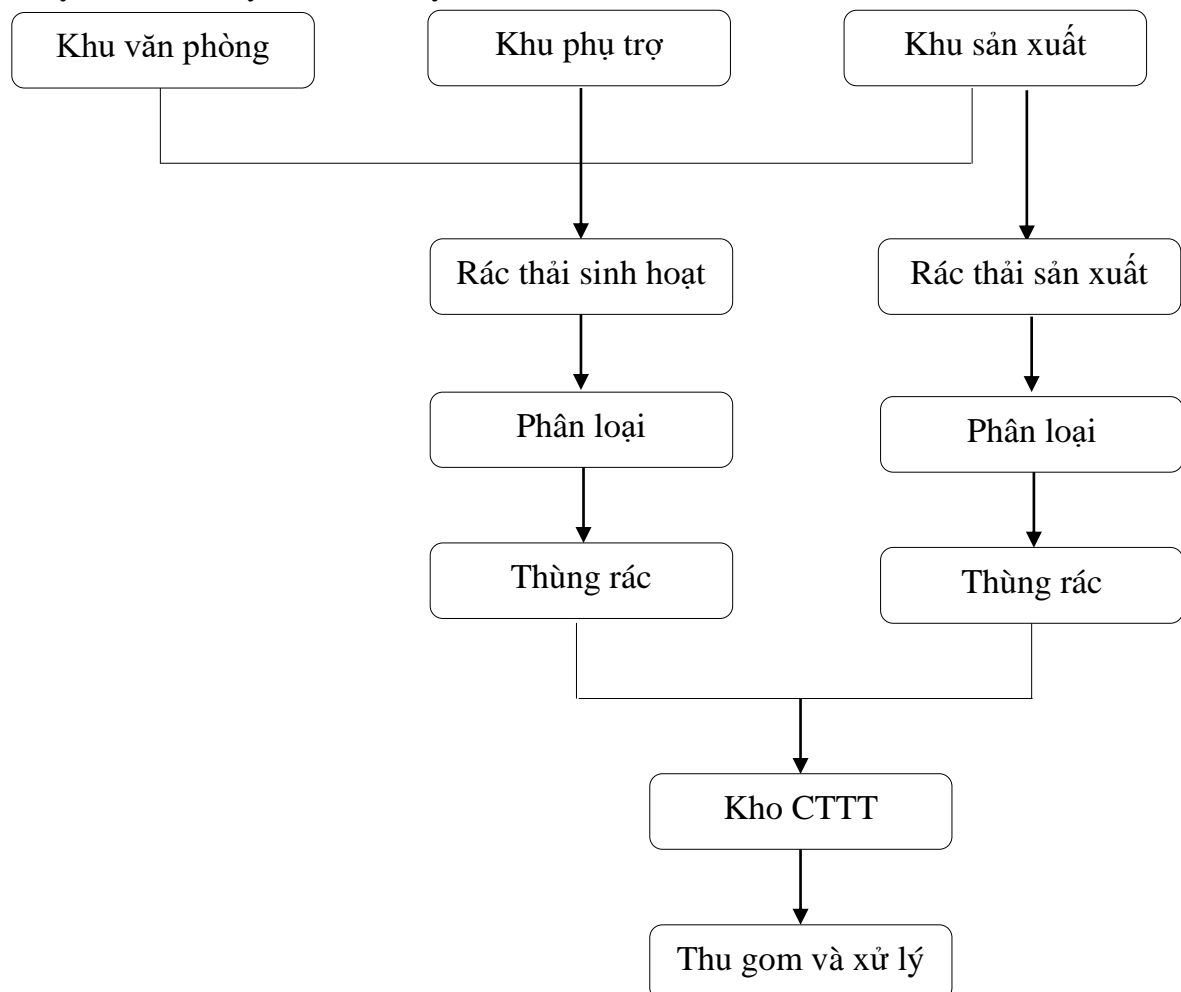 Khu văn phòng
Khu phụ trợ
Khu sản xuất
Rác thải sinh hoạt
Rác thải sản xuất
Phân loại
Phân loại
Thùng rác
Thùng rác
Kho CTTT
Thu gom và xử lý